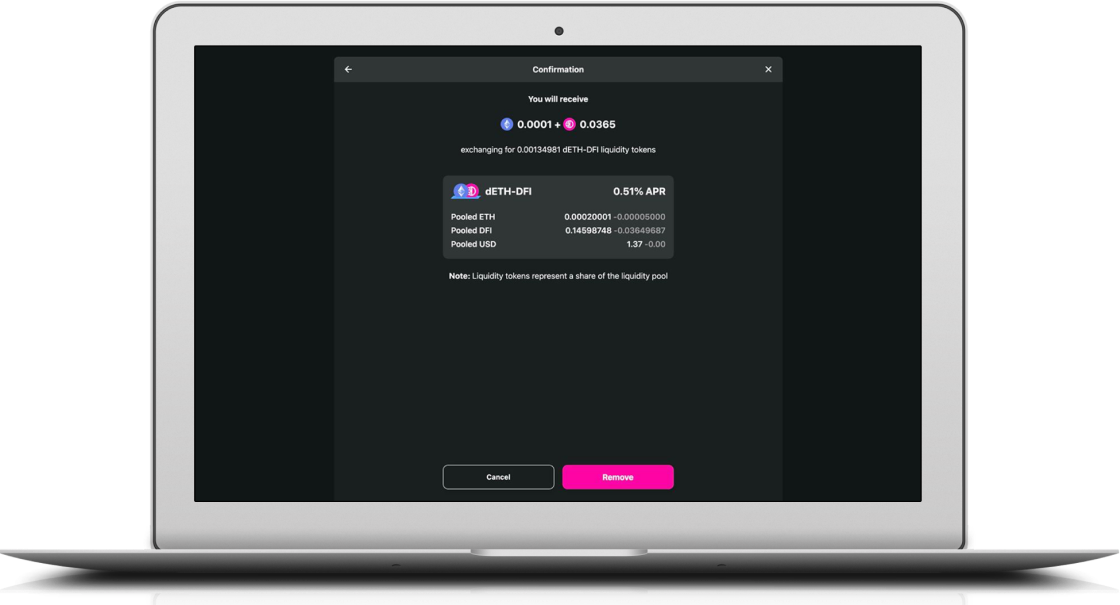 Confirmation
You will receive
0.0001 + 0.0365
exchanging for 0.00134981 dETH-DFI liquidity tokens
dETH-DFI 0.51% APR
Pooled ETH 0.00020001 -0.00005000
Pooled DFI 0.14598748 -0.03649687
Pooled USD 1.37 -0.00
Note: Liquidity tokens represent a share of the liquidity pool
Cancel Remove